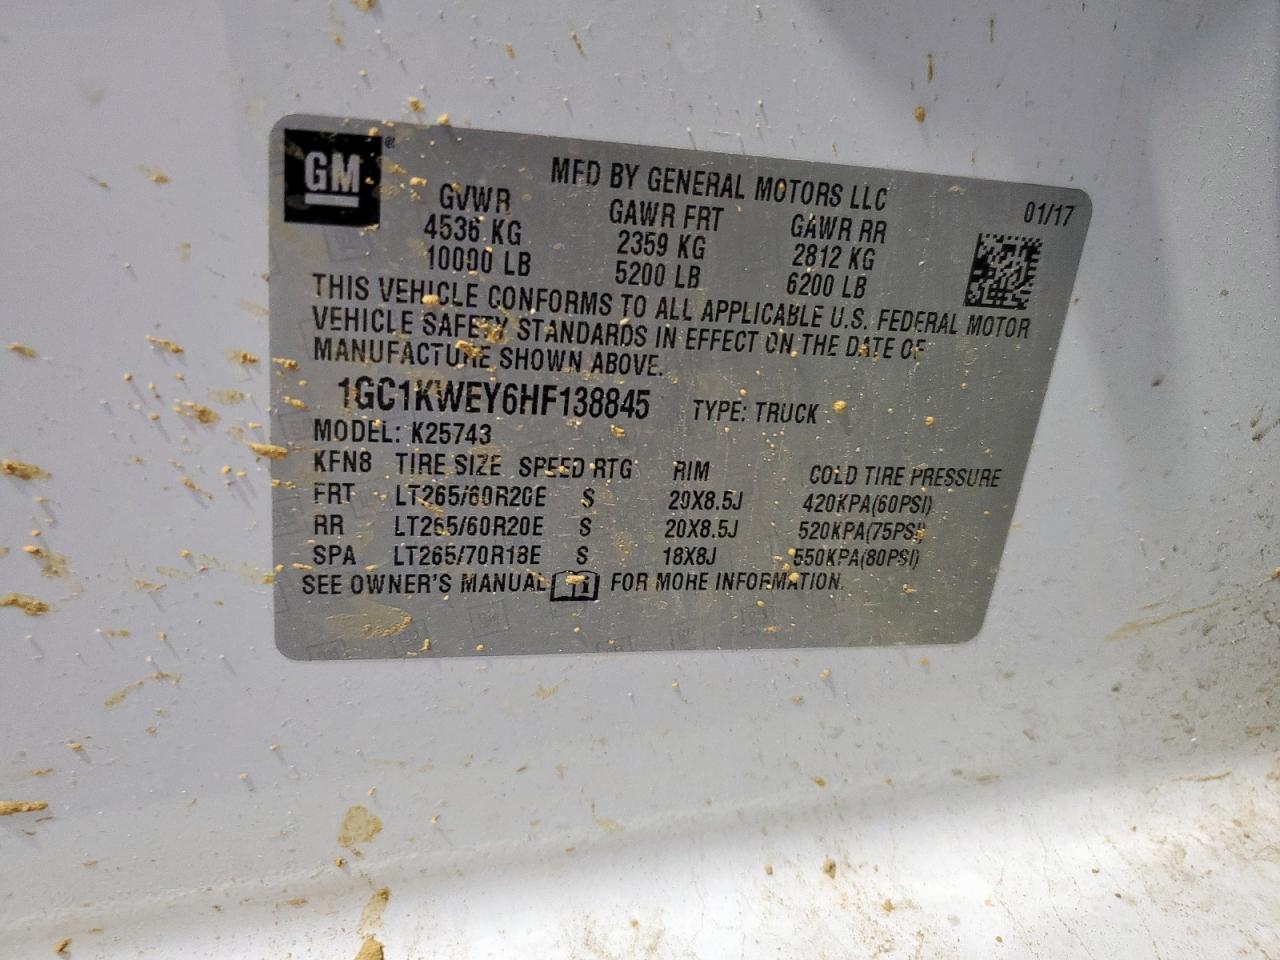 GM ®
MFD BY GENERAL MOTORS LLC
01/17
GVWR GAWR FRT GAWR RR
4536 KG 2359 KG 2812 KG
10000 LB 5200 LB 6200 LB
THIS VEHICLE CONFORMS TO ALL APPLICABLE U.S. FEDERAL MOTOR
VEHICLE SAFETY STANDARDS IN EFFECT ON THE DATE OF
MANUFACTURE SHOWN ABOVE.
1GC1KWEY6HF138845 TYPE: TRUCK
MODEL: K25743
KFN8 TIRE SIZE SPEED RTG RIM COLD TIRE PRESSURE
FRT LT265/60R20E S 20X8.5J 420KPA(60PSI)
RR LT265/60R20E S 20X8.5J 520KPA(75PSI)
SPA LT265/70R18E S 18X8J 550KPA(80PSI)
SEE OWNER'S MANUAL FOR MORE INFORMATION.